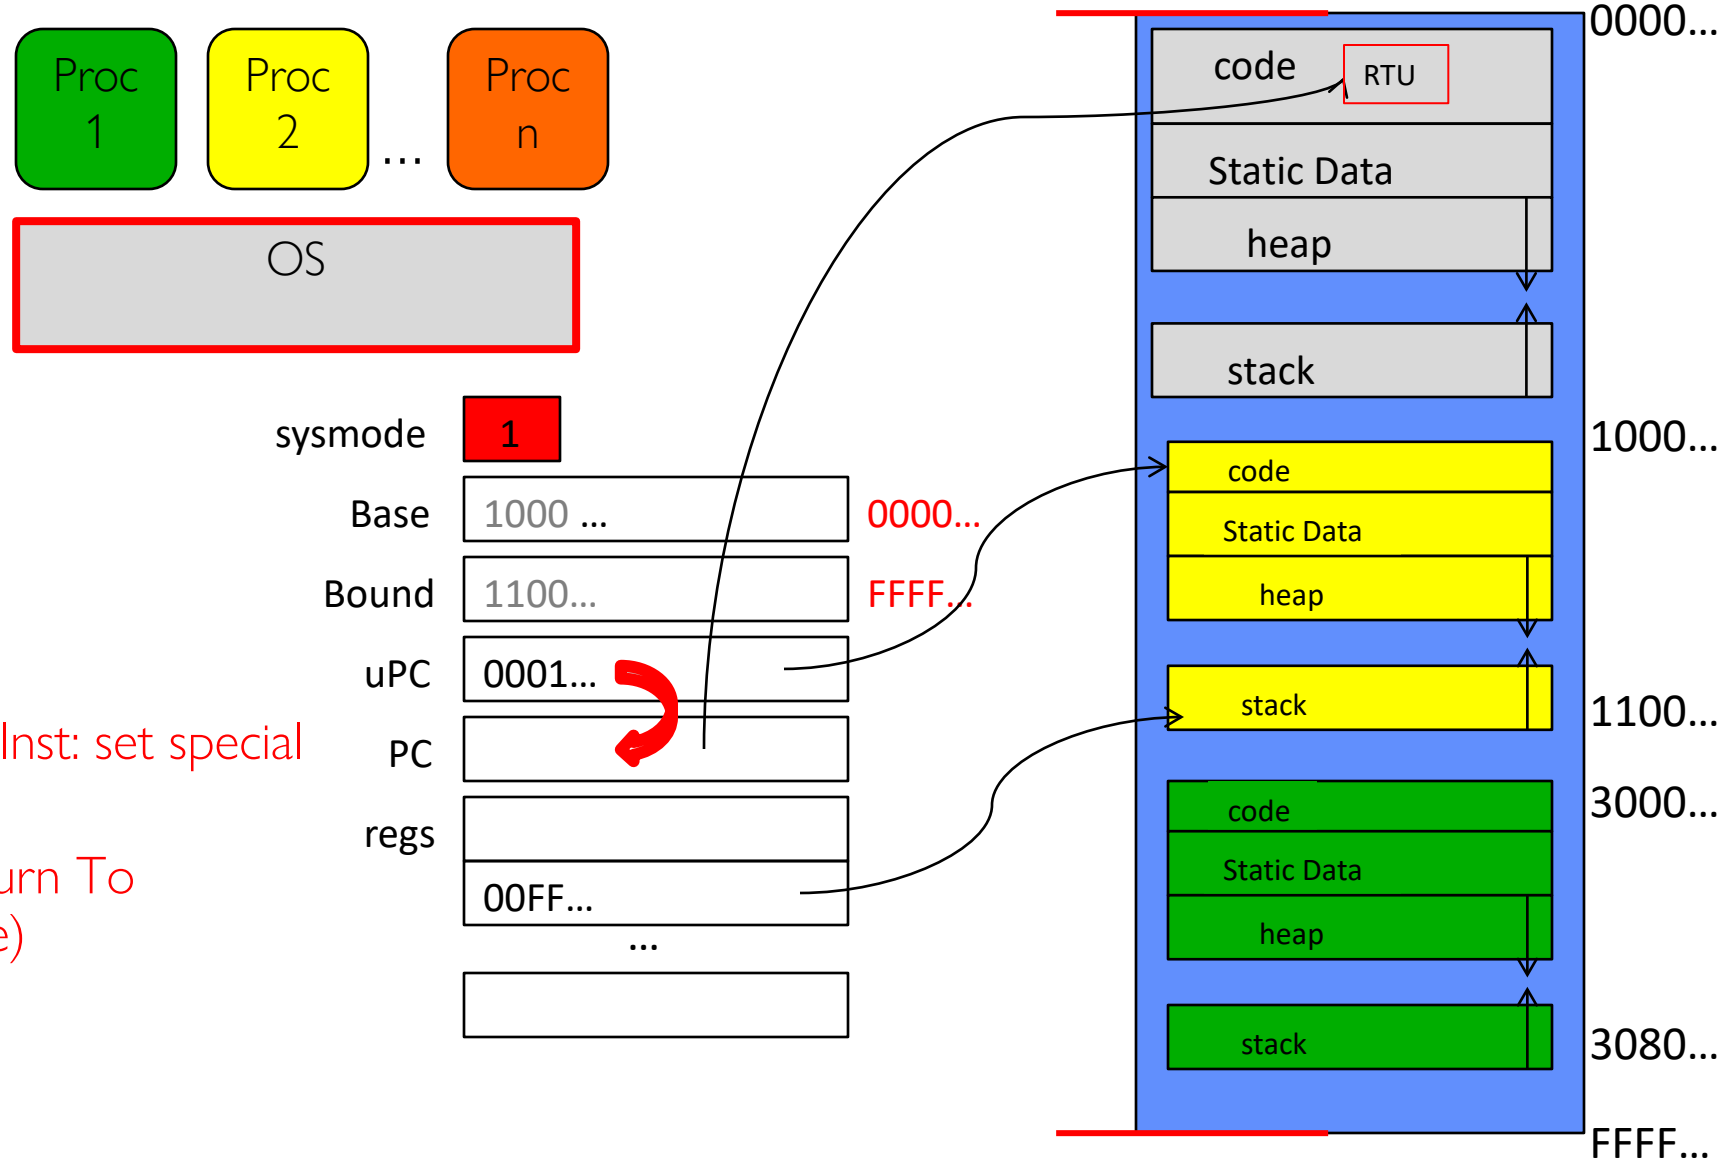 Proc
1
Proc
2
...
Proc
n
OS
sysmode
1
Base
1000 ...
0000...
Bound
1100...
FFFF...
uPC
0001...
PC
Inst: set special
regs
urn To
e)
00FF...
...
code
RTU
Static Data
heap
stack
code
Static Data
heap
stack
code
Static Data
heap
stack
0000...
1000...
1100...
3000...
3080...
FFFF...